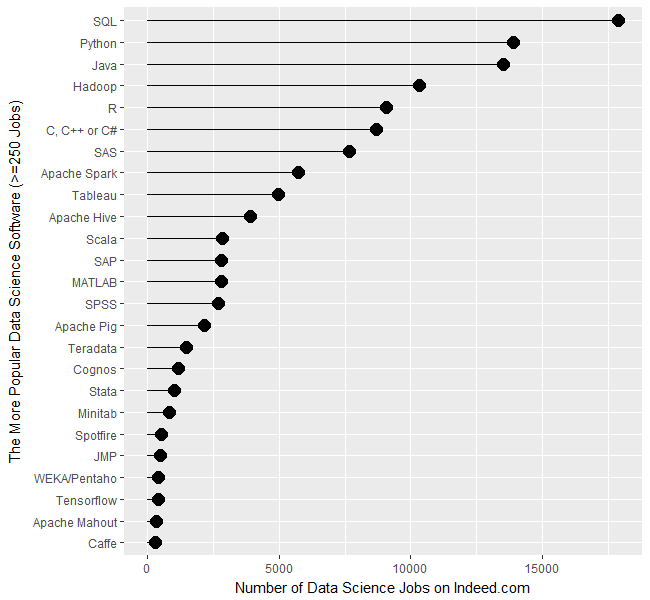 The More Popular Data Science Software (>=250 Jobs)
SQL
Python
Java
Hadoop
R
C, C++ or C#
SAS
Apache Spark
Tableau
Apache Hive
Scala
SAP
MATLAB
SPSS
Apache Pig
Teradata
Cognos
Stata
Minitab
Spotfire
JMP
WEKA/Pentaho
Tensorflow
Apache Mahout
Caffe
0 5000 10000 15000
Number of Data Science Jobs on Indeed.com